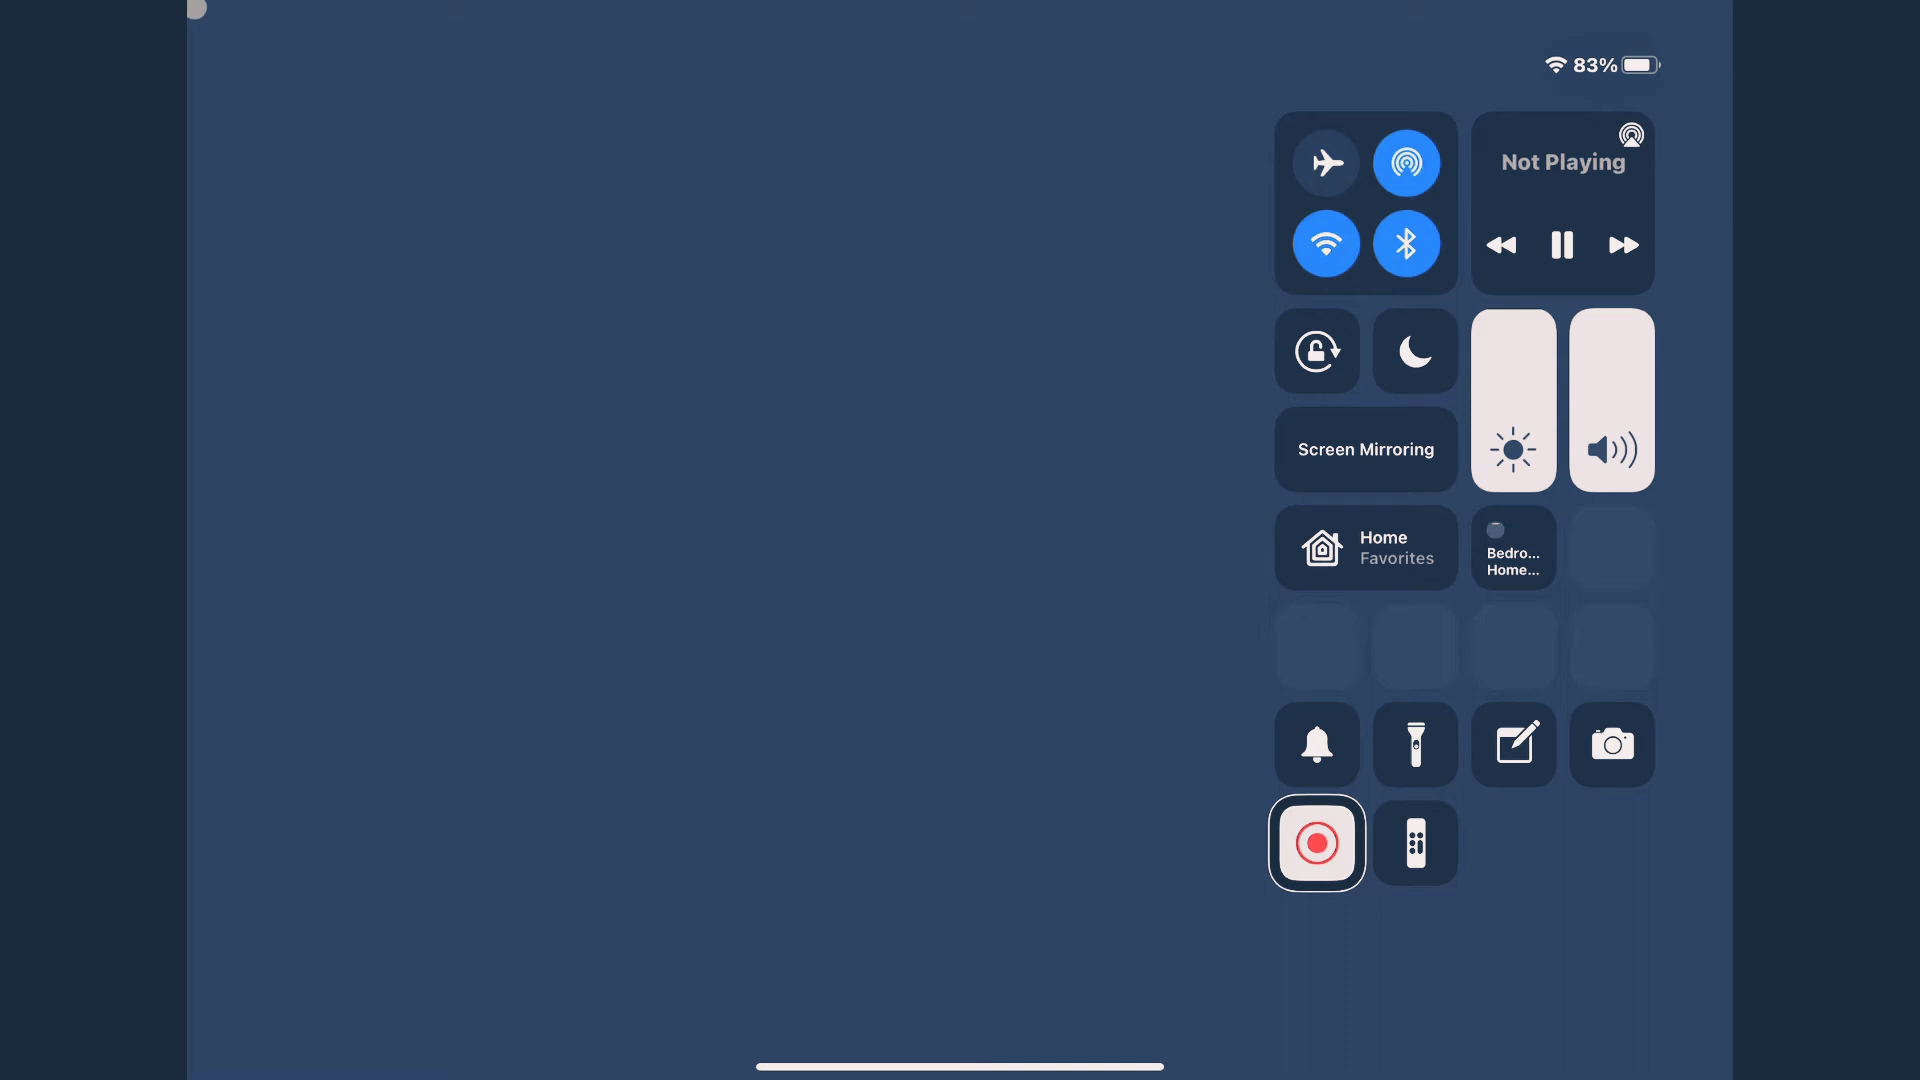 83%
Not Playing
Screen Mirroring
Home
Favorites
Bedro...
Home...